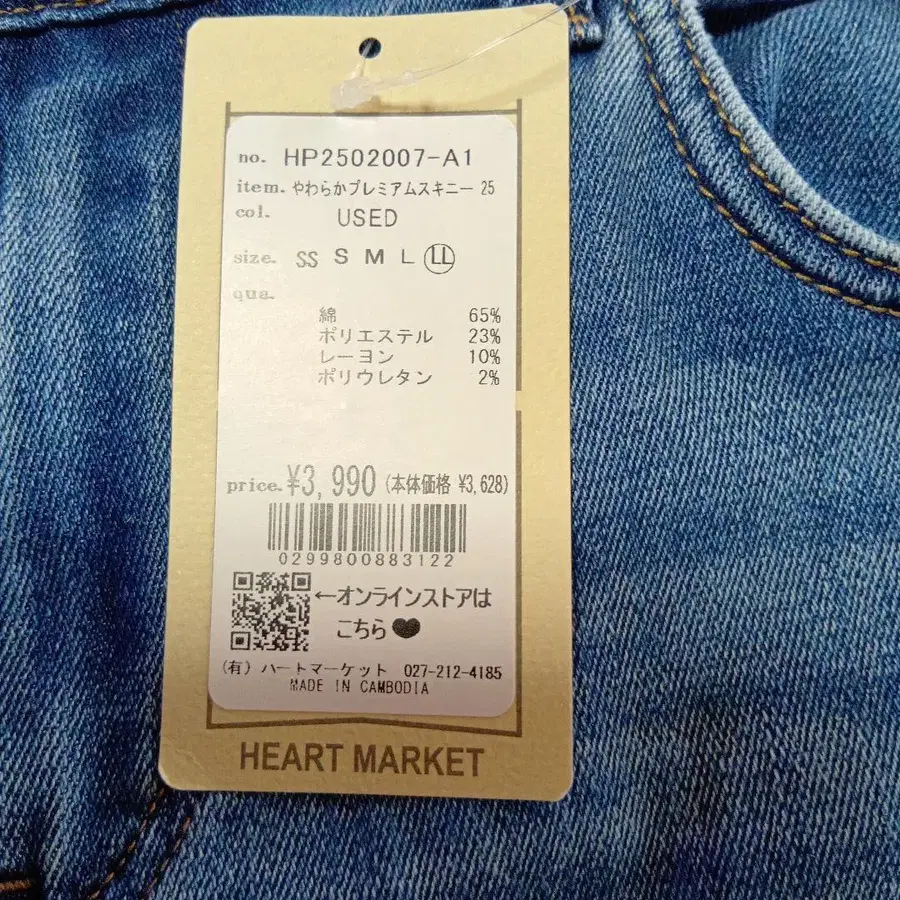 no. HP2502007-A1
item. やわらかプレミアムスキニー 25
col. USED
size. SS S M L LL
qua.
綿 65%
ポリエステル 23%
レーヨン 10%
ポリウレタン 2%
price. ¥3,990 (本体価格 ¥3,628)
0299800883122
←オンラインストアは
こちら♥
(有) ハートマーケット 027-212-4185
MADE IN CAMBODIA
HEART MARKET